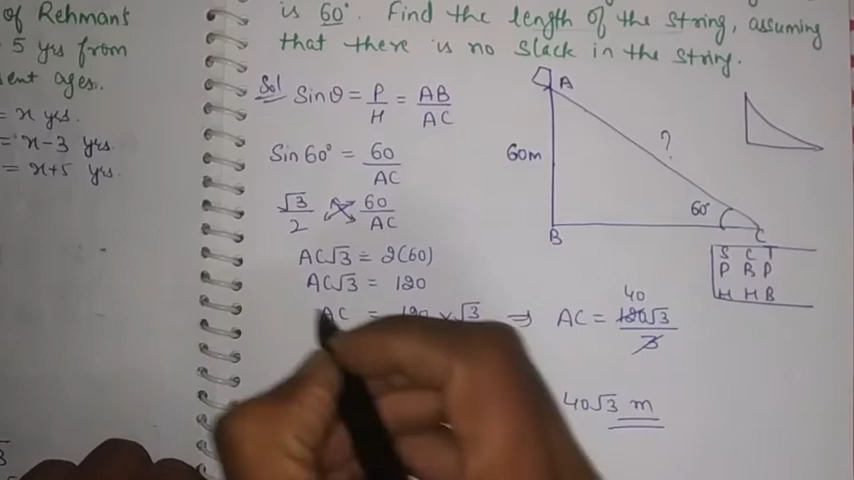 of Rehman's
5 yrs from
ent ages.
= x yrs.
= x-3 yrs.
= x+5 yrs.
is 60°. Find the length of the string, assuming
that there is no slack in the string.
Sol Sinθ = P/H = AB/AC
Sin 60° = 60/AC
√3/2 60/AC
AC√3 = 2(60)
AC√3 = 120
AC = 120 × √3 ⇒ AC = 120√3/3
40
40√3 m
A
60m
?
60°
B
C
S C T
P B P
H H B
3